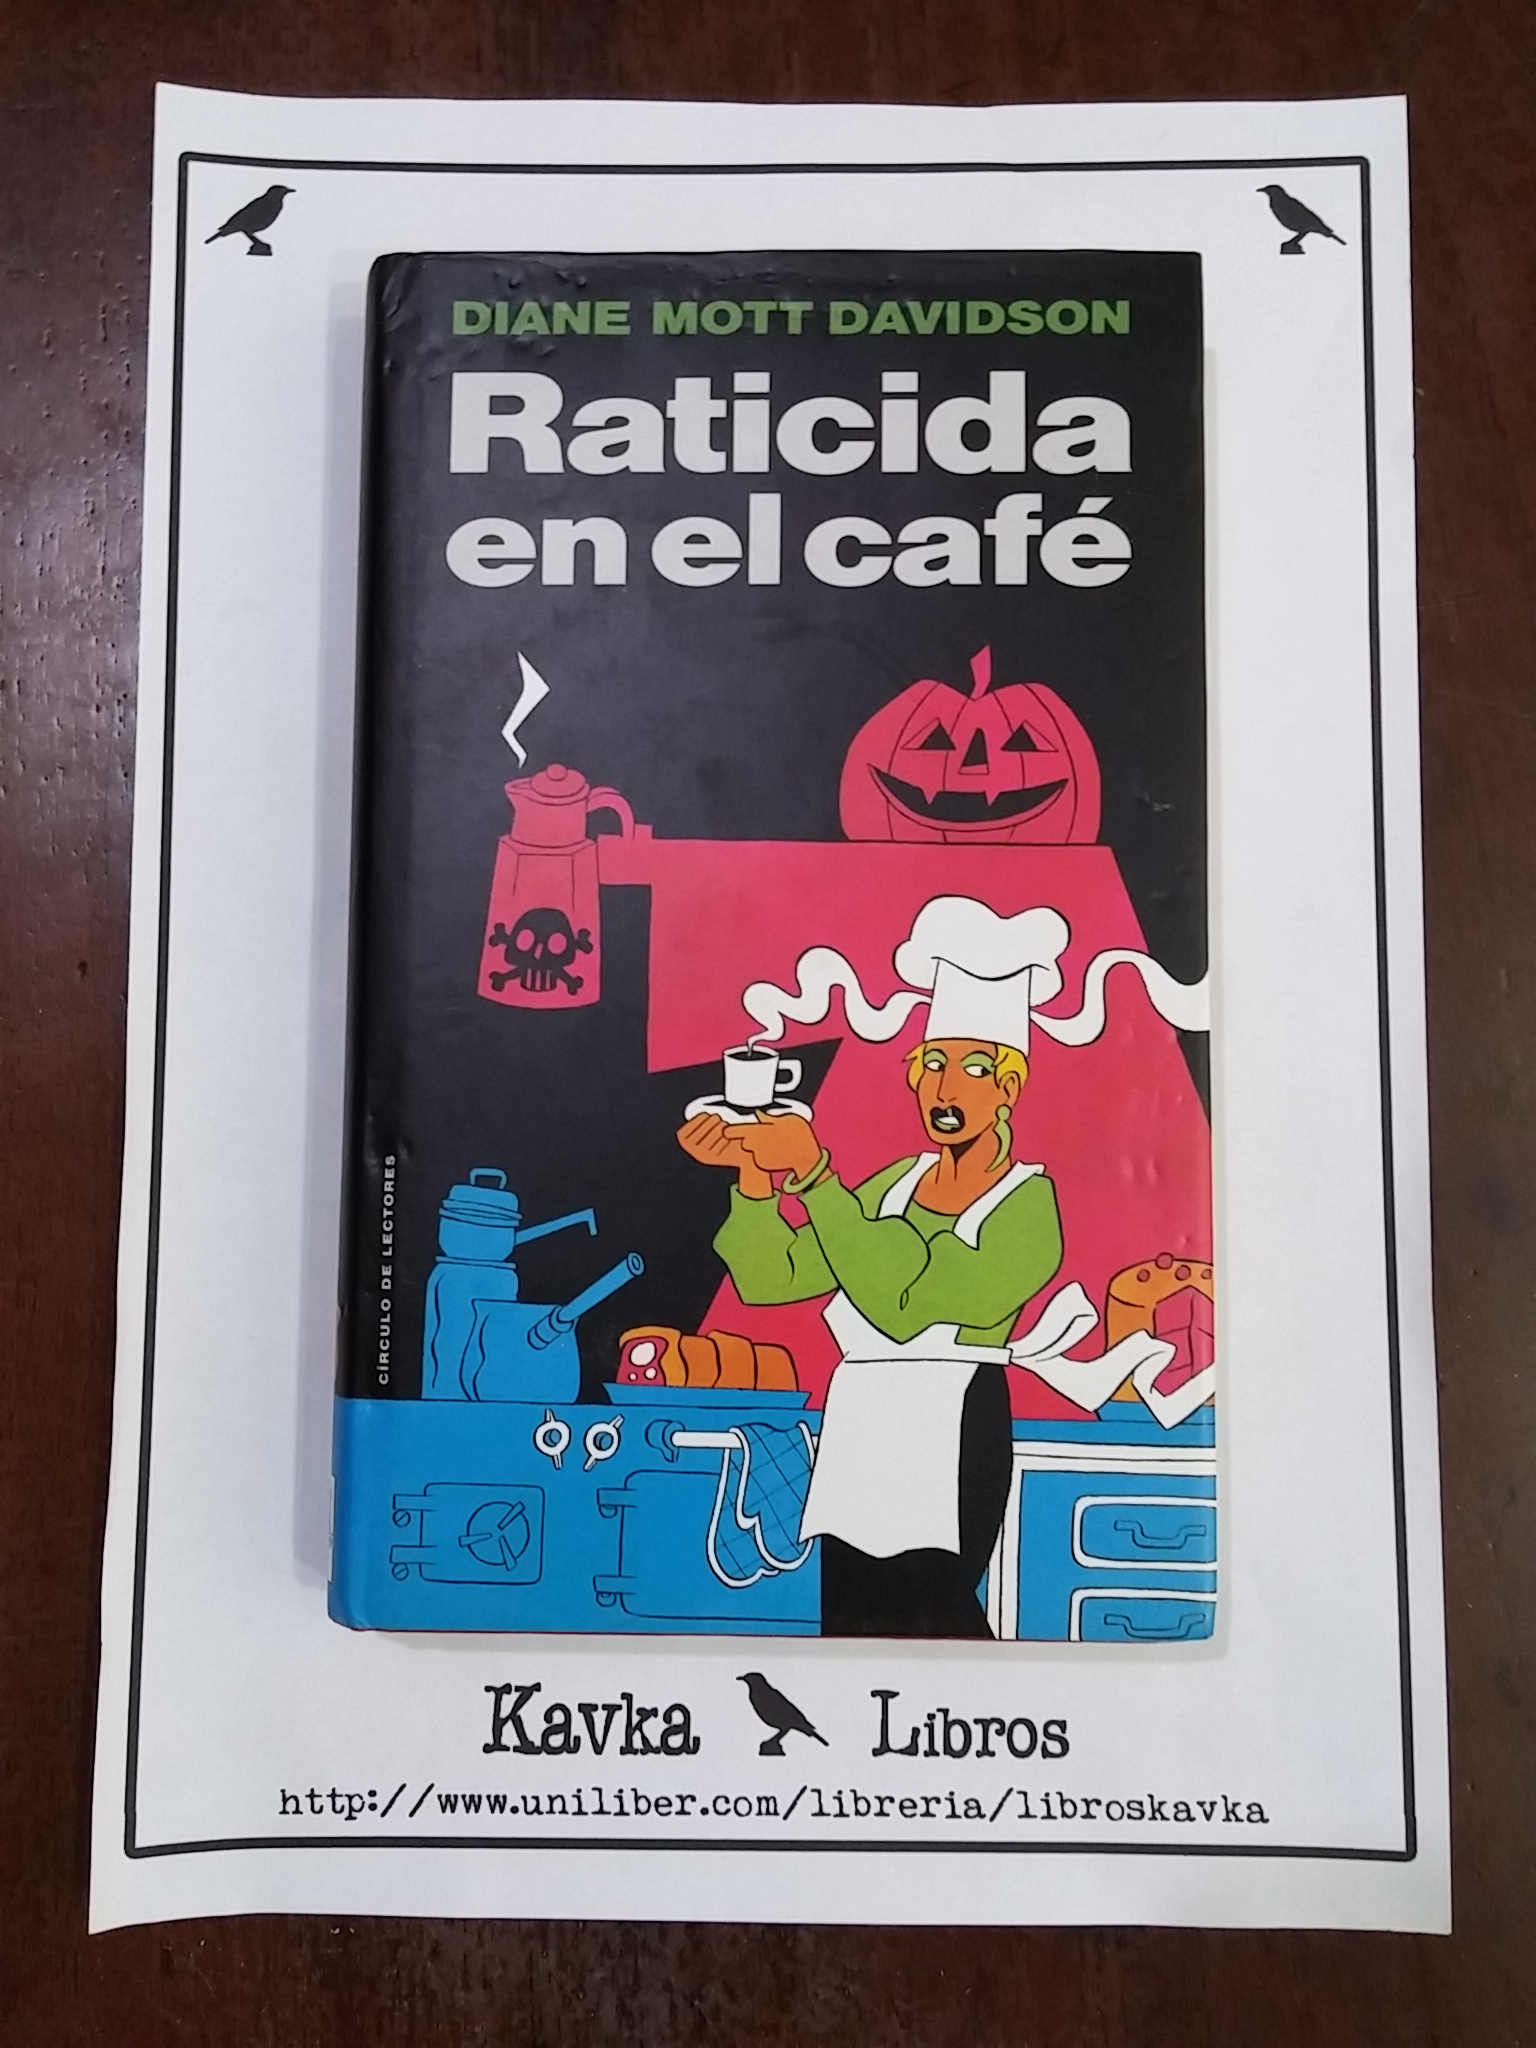 DIANE MOTT DAVIDSON
Raticida
en el café
CÍRCULO DE LECTORES
Kavka Libros
http://www.uniliber.com/libreria/libroskavka